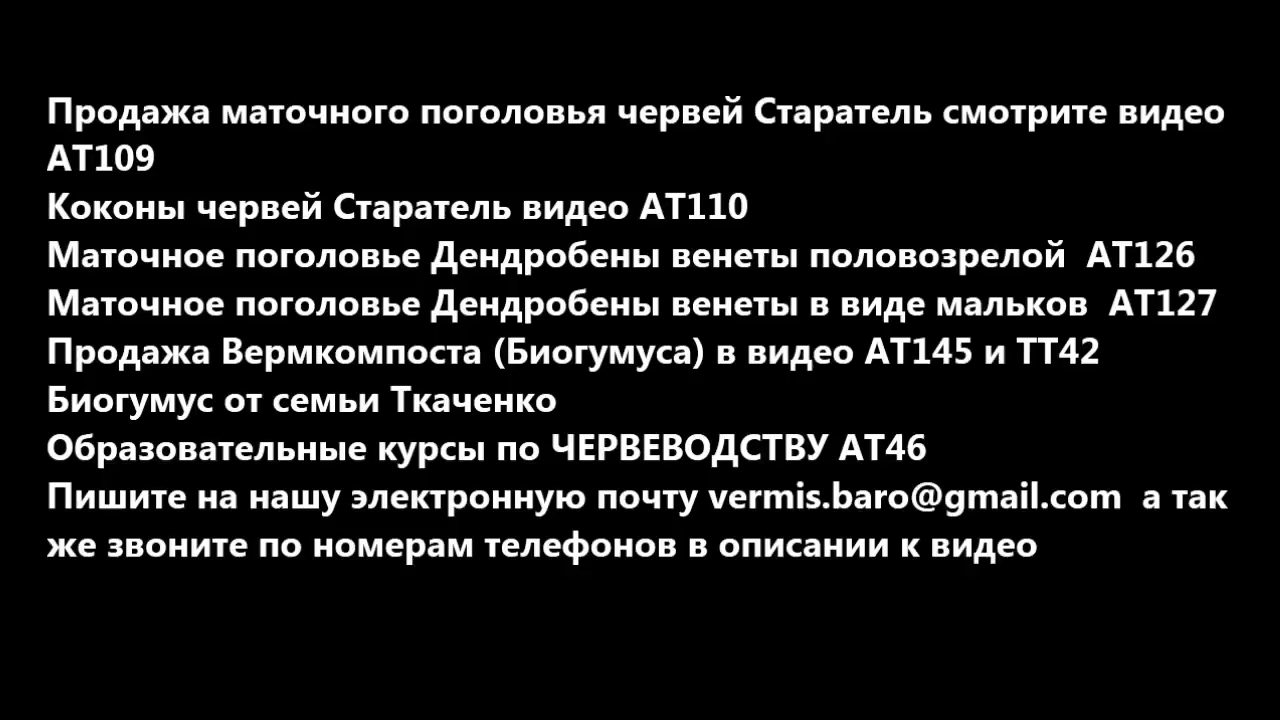 Продажа маточного поголовья червей Старатель смотрите видео
АТ109
Коконы червей Старатель видео АТ110
Маточное поголовье Дендробены венеты половозрелой  АТ126
Маточное поголовье Дендробены венеты в виде мальков  АТ127
Продажа Вермкомпоста (Биогумуса) в видео АТ145 и ТТ42
Биогумус от семьи Ткаченко
Образовательные курсы по ЧЕРВЕВОДСТВУ АТ46
Пишите на нашу электронную почту vermis.baro@gmail.com  а так
же звоните по номерам телефонов в описании к видео